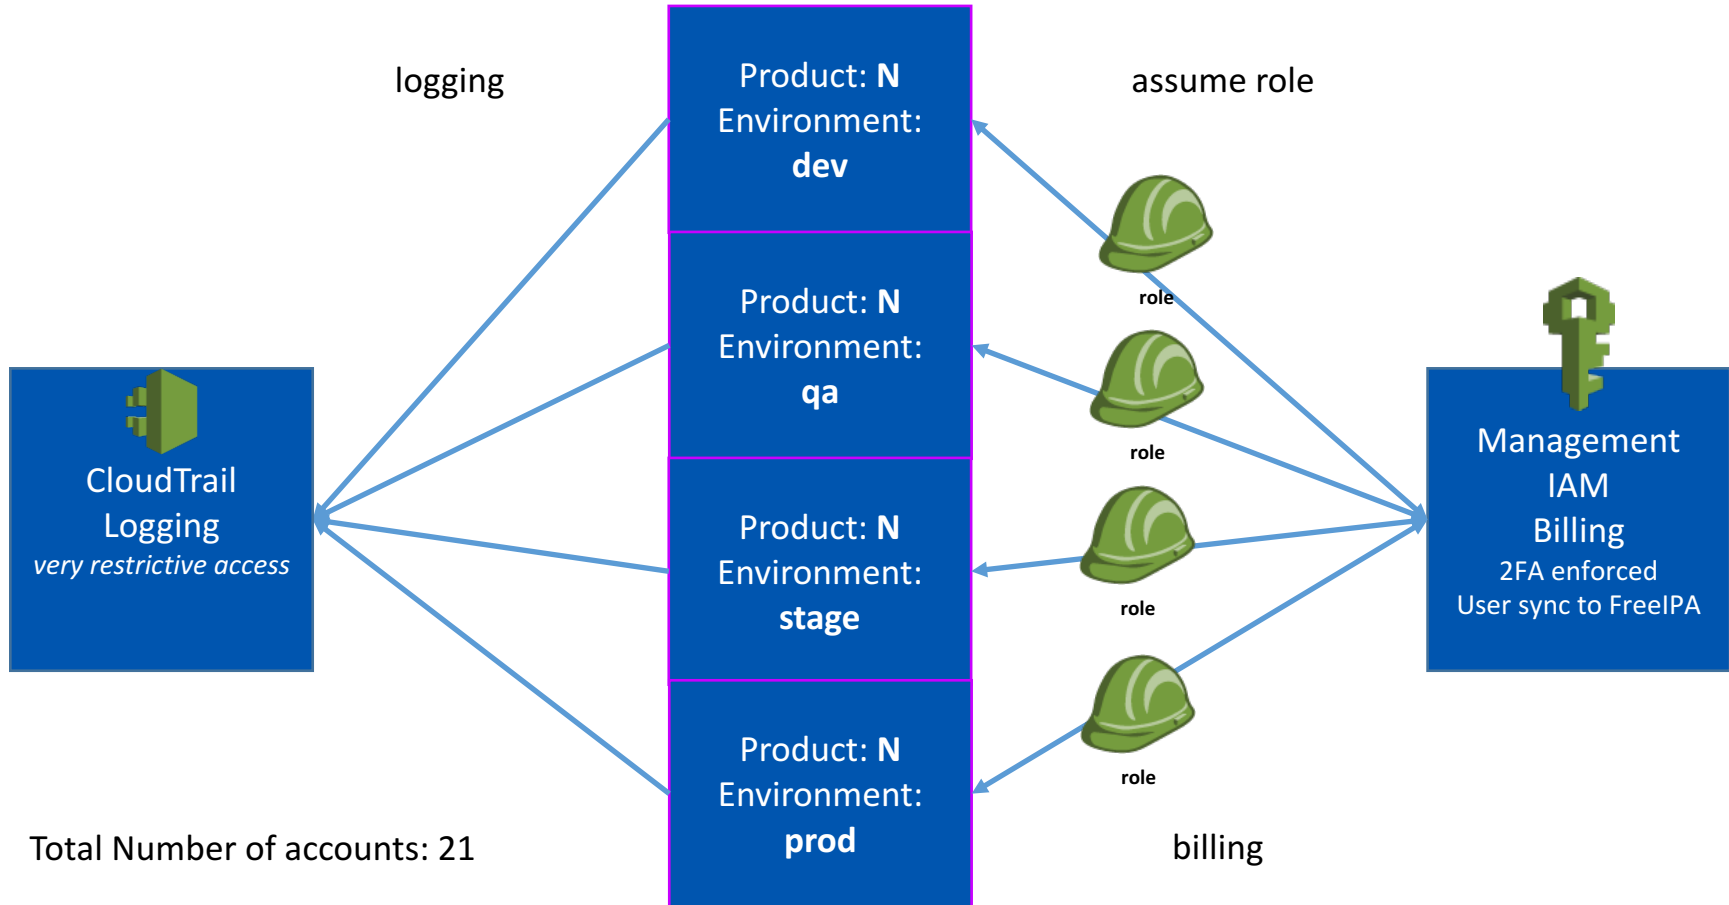 logging
assume role
Product: N
Environment:
dev
role
Product: N
Environment:
qa
role
CloudTrail
Logging
very restrictive access
Product: N
Environment:
stage
role
Management
IAM
Billing
2FA enforced
User sync to FreeIPA
Product: N
Environment:
prod
role
Total Number of accounts: 21
billing